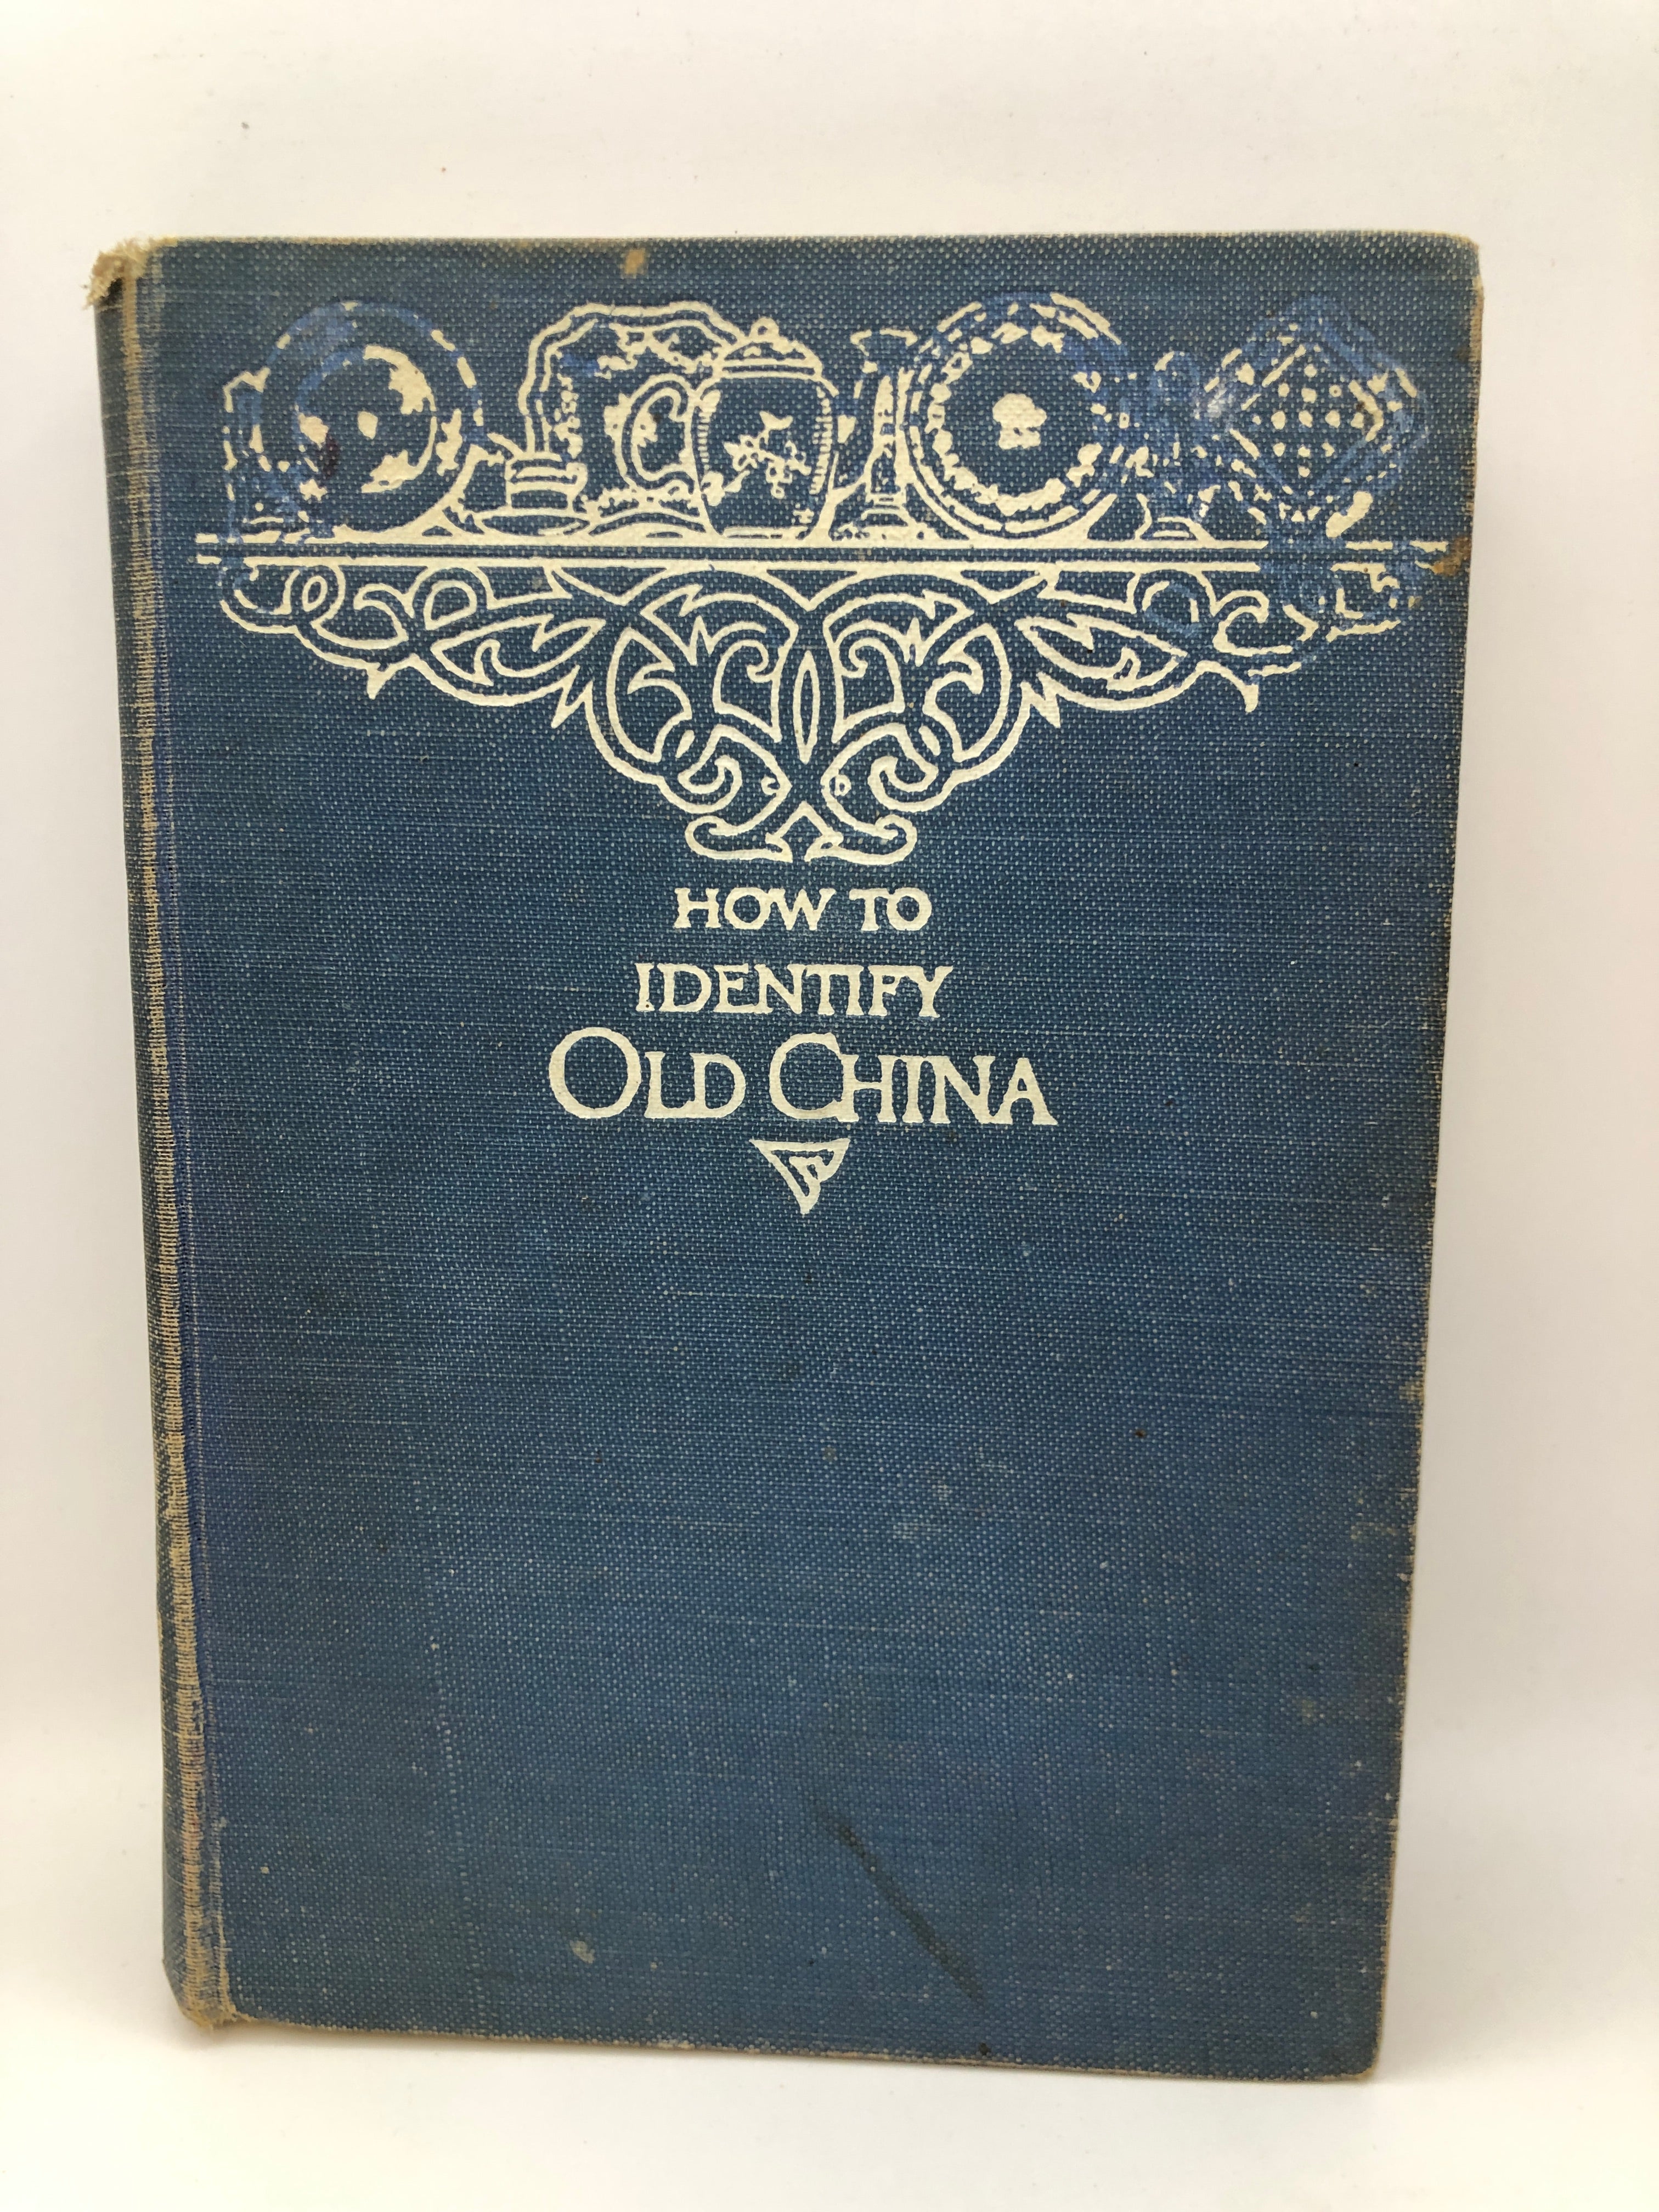 HOW TO
IDENTIFY
OLD CHINA